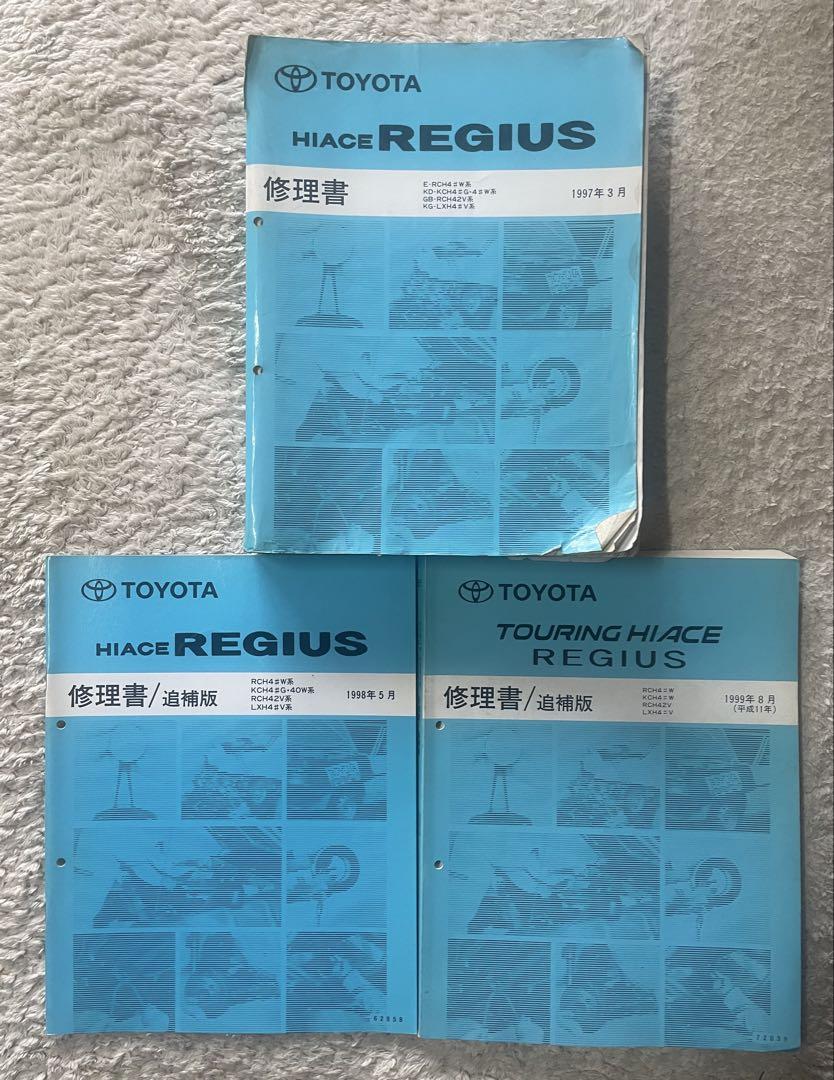 TOYOTA
HIACE REGIUS
修理書
E-RCH4♯W系
KD-KCH4♯G・4♯W系
GB-RCH42V系
KG-LXH4♯V系
1997年3月
TOYOTA
HIACE REGIUS
修理書/追補版
RCH4♯W系
KCH4♯G・40W系
RCH42V系
LXH4♯V系
1998年5月
62858
TOYOTA
TOURING HIACE
REGIUS
修理書/追補版
RCH4♯W
KCH4♯W
RCH42V
LXH4♯V
1999年8月
(平成11年)